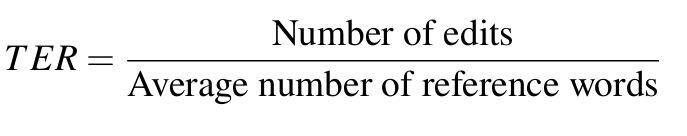 TER = Number of edits
Average number of reference words